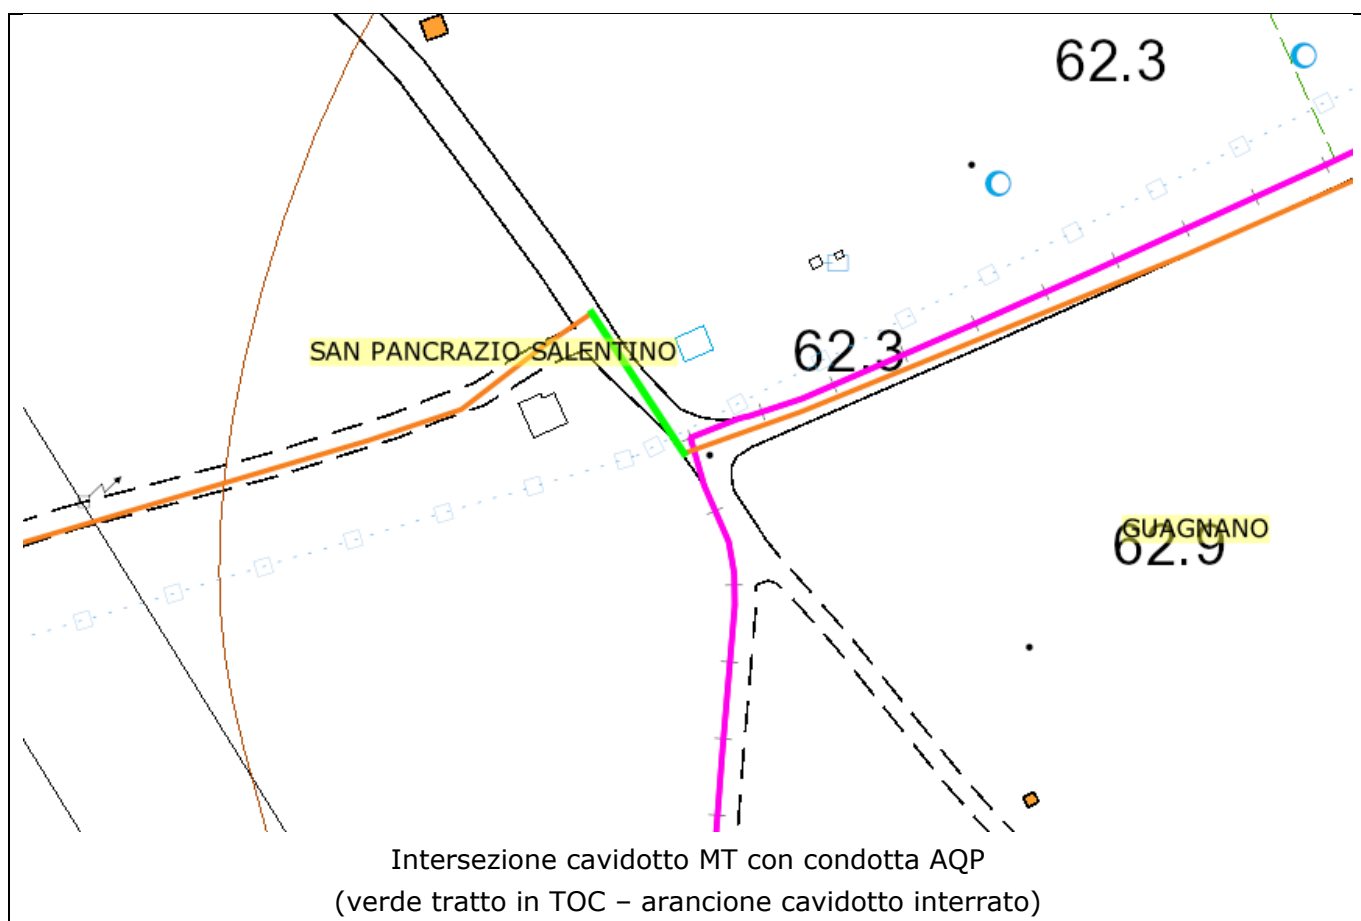 62.3
SAN PANCRAZIO SALENTINO
62.3
GUAGNANO
62.9
Intersezione cavidotto MT con condotta AQP
(verde tratto in TOC – arancione cavidotto interrato)